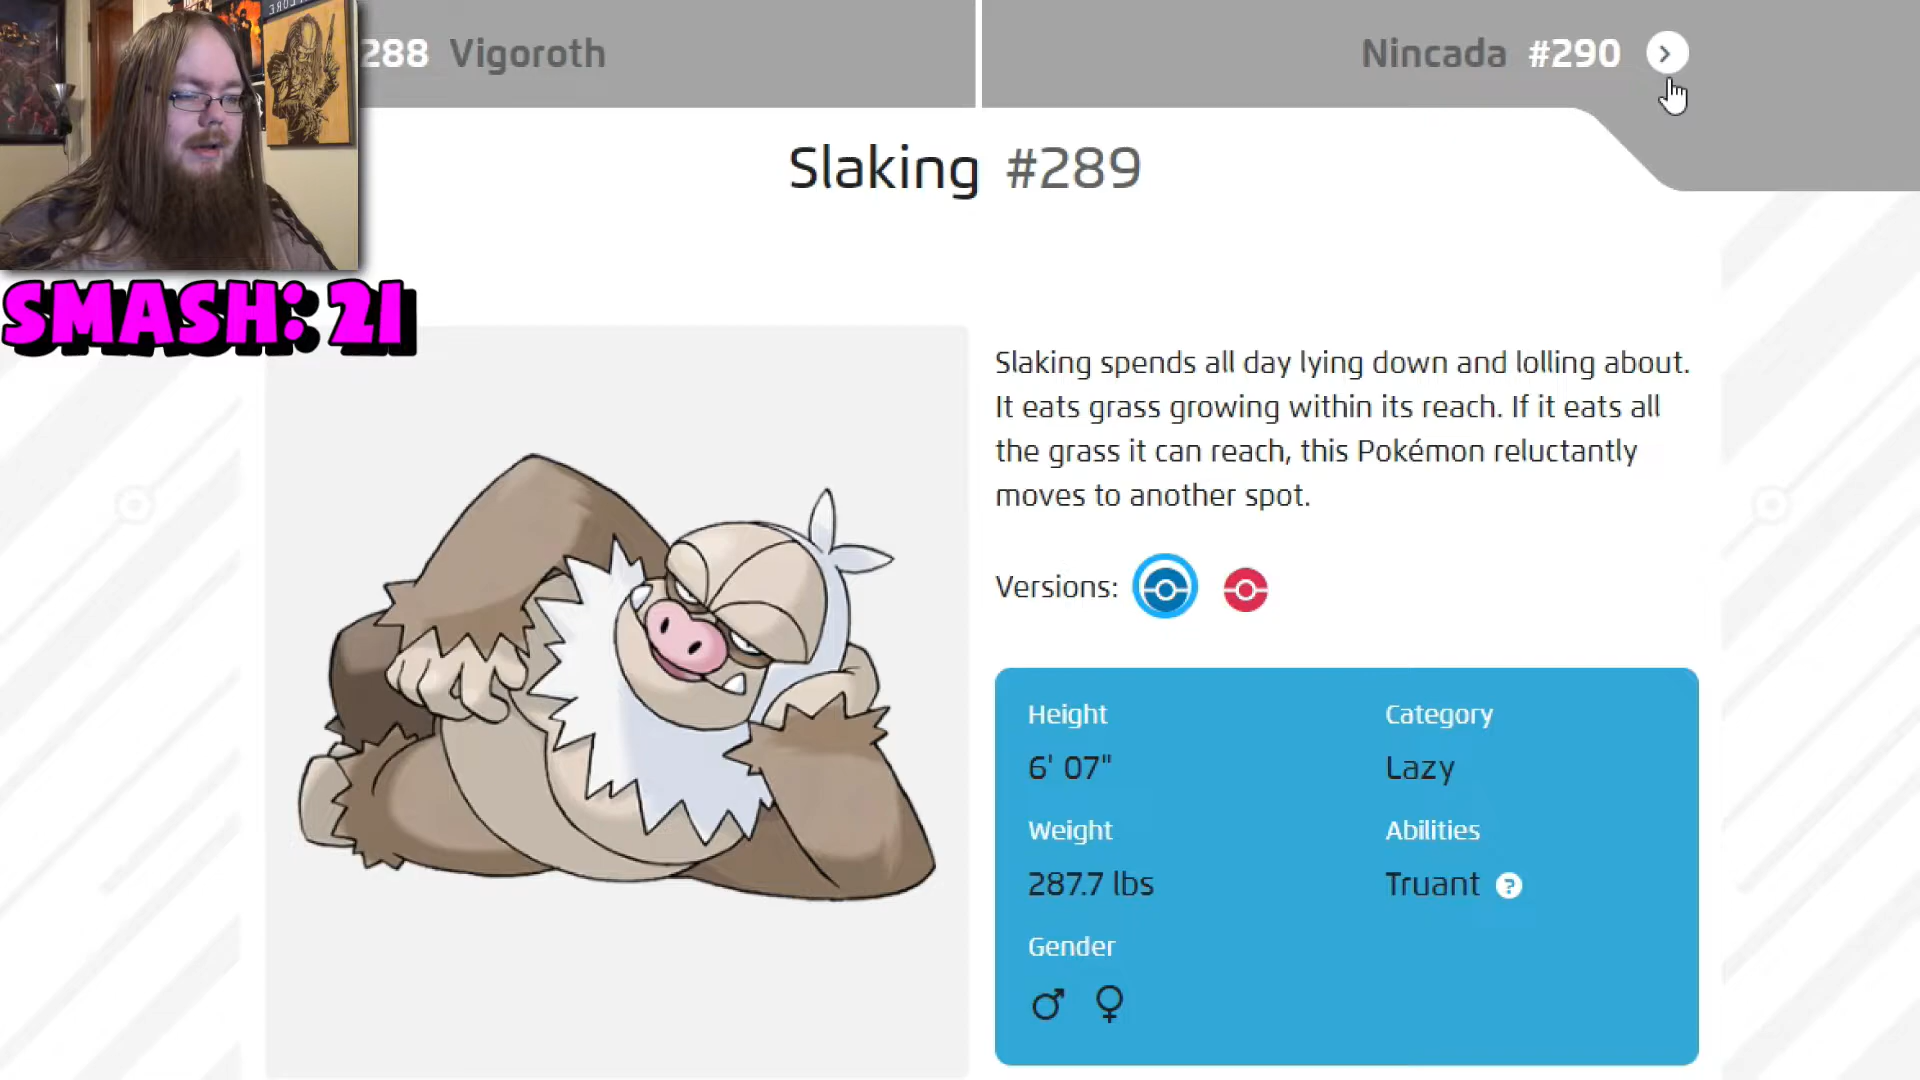 288 Vigoroth
Nincada #290
Slaking #289
SMASH: 21
Slaking spends all day lying down and lolling about.
It eats grass growing within its reach. If it eats all
the grass it can reach, this Pokémon reluctantly
moves to another spot.
Versions:
Height
6' 07"
Category
Lazy
Weight
287.7 lbs
Abilities
Truant ?
Gender